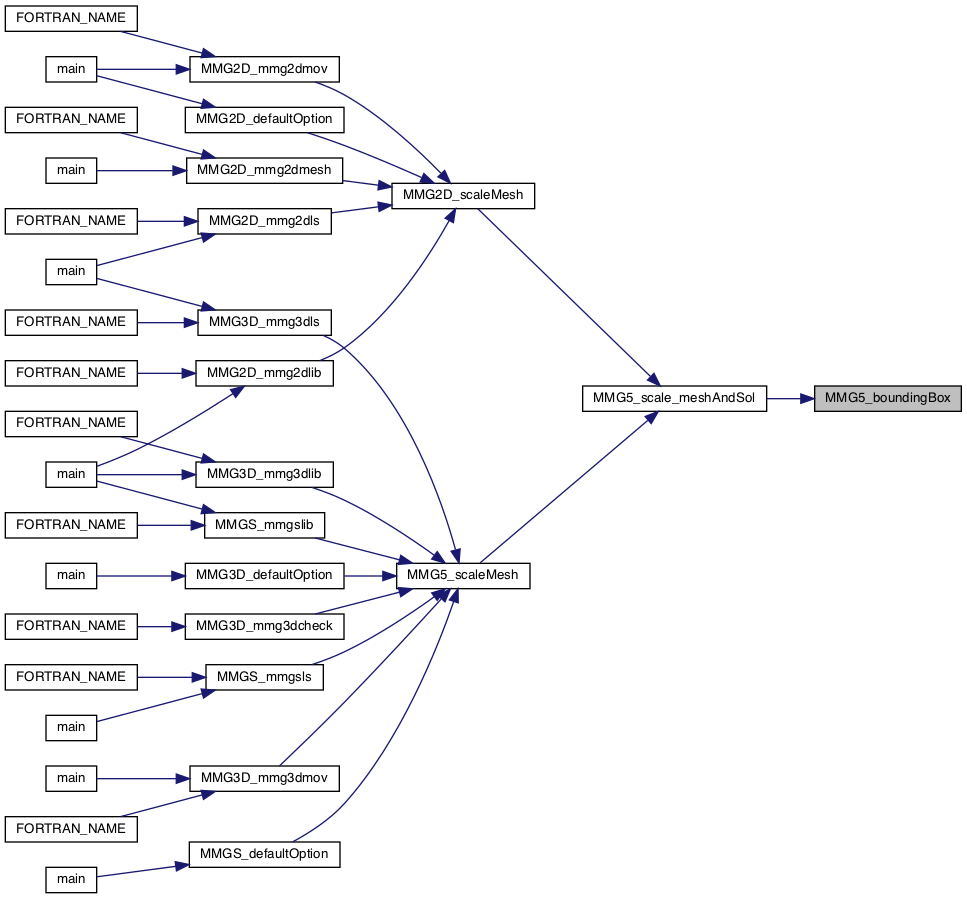 FORTRAN_NAME
main
MMG2D_mmg2dmov
FORTRAN_NAME
MMG2D_defaultOption
main
MMG2D_mmg2dmesh
MMG2D_scaleMesh
FORTRAN_NAME
MMG2D_mmg2dls
main
FORTRAN_NAME
MMG3D_mmg3dls
FORTRAN_NAME
MMG2D_mmg2dlib
MMG5_scale_meshAndSol
MMG5_boundingBox
FORTRAN_NAME
main
MMG3D_mmg3dlib
FORTRAN_NAME
MMGS_mmgslib
main
MMG3D_defaultOption
MMG5_scaleMesh
FORTRAN_NAME
MMG3D_mmg3dcheck
FORTRAN_NAME
MMGS_mmgsls
main
main
MMG3D_mmg3dmov
FORTRAN_NAME
MMGS_defaultOption
main